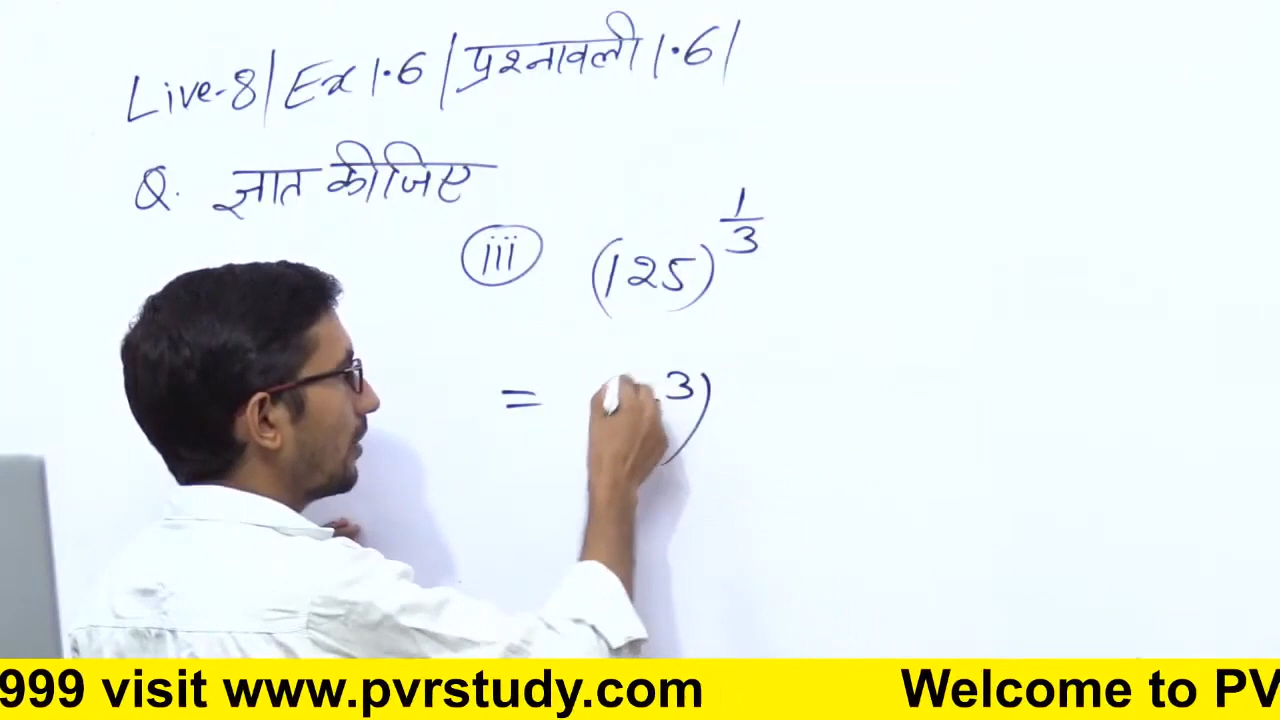 Live-8| Ex 1.6 | प्रश्नावली 1.6|
Q. ज्ञात कीजिए
iii (125)^1/3
= 3)
999 visit www.pvrstudy.com Welcome to PV